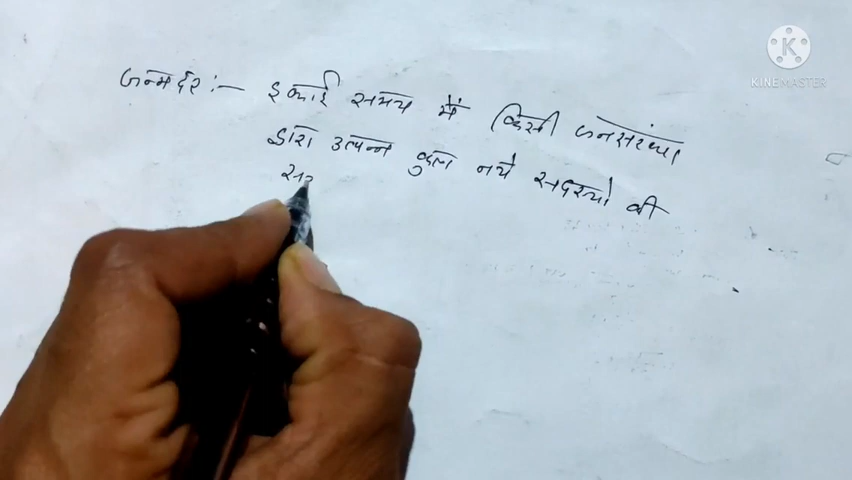 जन्मदर :— इकाई समय में किसी जनसंख्या
द्वारा उत्पन्न कुल नये सदस्यों की
KINEMASTER